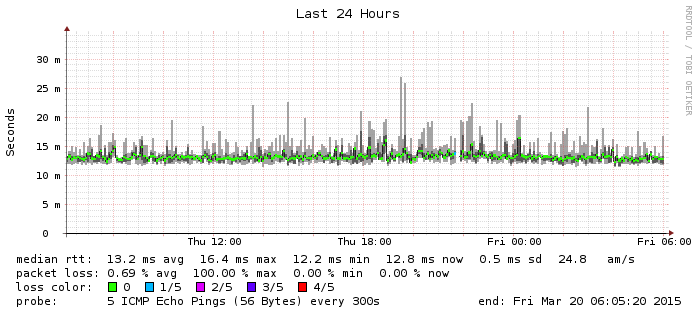 Last 24 Hours
RRDTOOL / TOBI OETIKER
Seconds
30 m
25 m
20 m
15 m
10 m
5 m
0
Thu 12:00 Thu 18:00 Fri 00:00 Fri 06:00
median rtt: 13.2 ms avg 16.4 ms max 12.2 ms min 12.8 ms now 0.5 ms sd 24.8 am/s
packet loss: 0.69 % avg 100.00 % max 0.00 % min 0.00 % now
loss color: 0 1/5 2/5 3/5 4/5
probe: 5 ICMP Echo Pings (56 Bytes) every 300s end: Fri Mar 20 06:05:20 2015